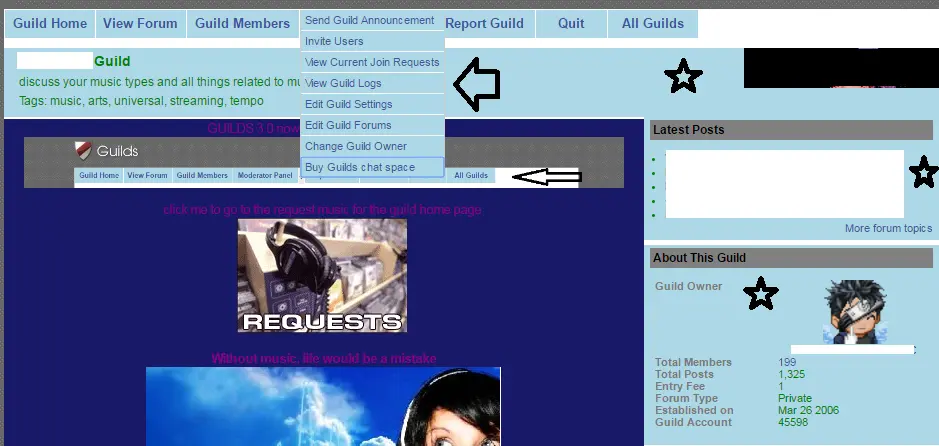 Guild Home View Forum Guild Members Report Guild Quit All Guilds
Send Guild Announcement
Invite Users
View Current Join Requests
View Guild Logs
Edit Guild Settings
Edit Guild Forums
Change Guild Owner
Buy Guilds chat space
Guild
discuss your music types and all things related to mu
Tags: music, arts, universal, streaming, tempo
GUILDS 3.0 now
Guilds
Guild Home View Forum Guild Members Moderator Panel All Guilds
click me to go to the request music for the guild home page
REQUESTS
Without music, life would be a mistake
Latest Posts
More forum topics
About This Guild
Guild Owner
Total Members 199
Total Posts 1,325
Entry Fee 1
Forum Type Private
Established on Mar 26 2006
Guild Account 45598